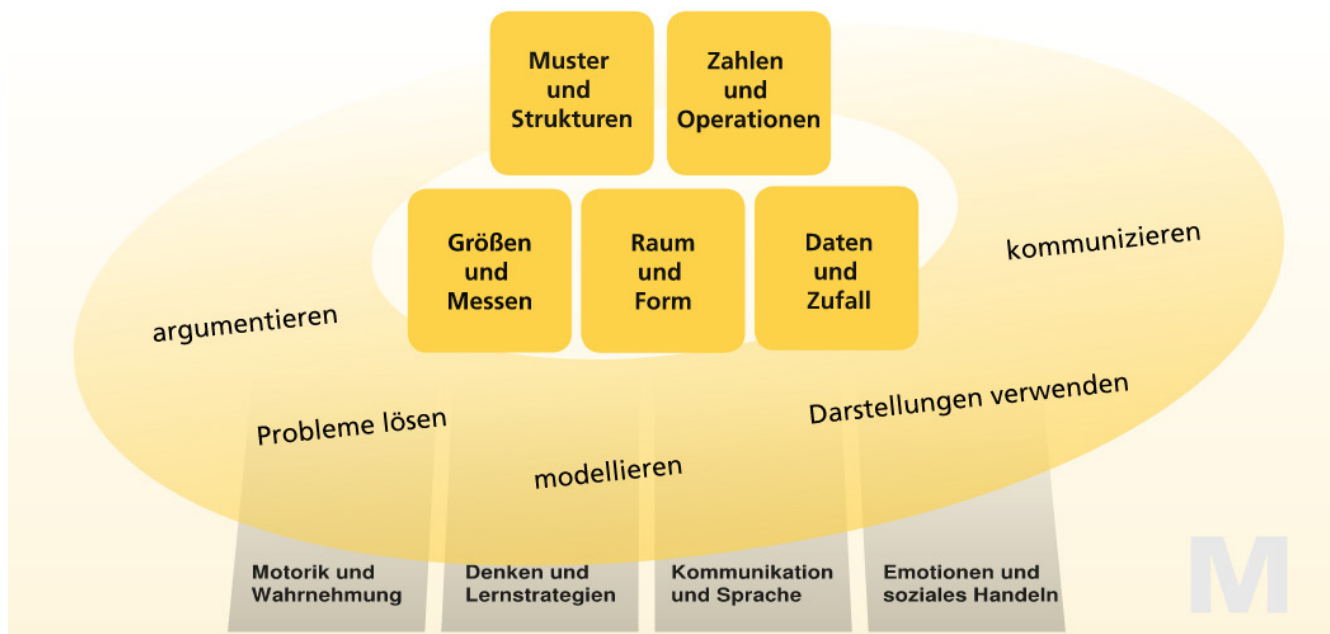 Muster
und
Strukturen
Zahlen
und
Operationen
Größen
und
Messen
Raum
und
Form
Daten
und
Zufall
kommunizieren
argumentieren
Darstellungen verwenden
Probleme lösen
modellieren
Motorik und
Wahrnehmung
Denken und
Lernstrategien
Kommunikation
und Sprache
Emotionen und
soziales Handeln
M